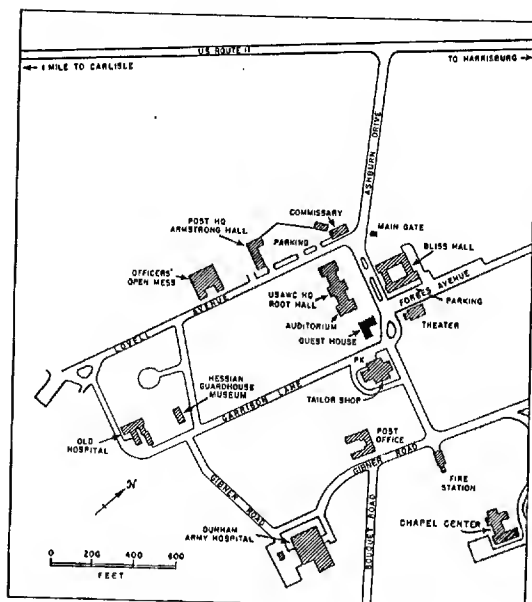 US ROUTE 11
1 MILE TO CARLISLE
TO HARRISBURG
ASHBURN DRIVE
POST HQ
ARMSTRONG HALL
COMMISSARY
PARKING
MAIN GATE
BLISS HALL
OFFICERS'
OPEN MESS
USAWC HQ
ROOT HALL
FORBES AVENUE
PARKING
LOVELL AVENUE
AUDITORIUM
THEATER
GUEST HOUSE
HESSIAN
GUARDHOUSE
MUSEUM
GARRISON LANE
PX
TAILOR SHOP
OLD
HOSPITAL
POST
OFFICE
GIBNER ROAD
GIBNER ROAD
FIRE
STATION
N
DUNHAM
ARMY HOSPITAL
BOUQUET ROAD
CHAPEL CENTER
0 200 400 600
FEET